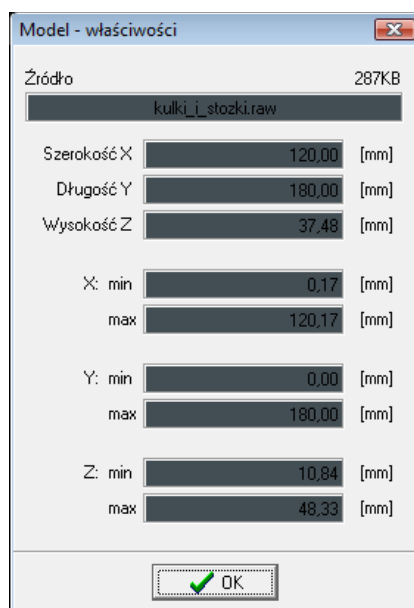 Model - właściwości
Źródło 287KB
kulki_i_stozki.raw
Szerokość X 120,00 [mm]
Długość Y 180,00 [mm]
Wysokość Z 37,48 [mm]
X: min 0,17 [mm]
max 120,17 [mm]
Y: min 0,00 [mm]
max 180,00 [mm]
Z: min 10,84 [mm]
max 48,33 [mm]
OK